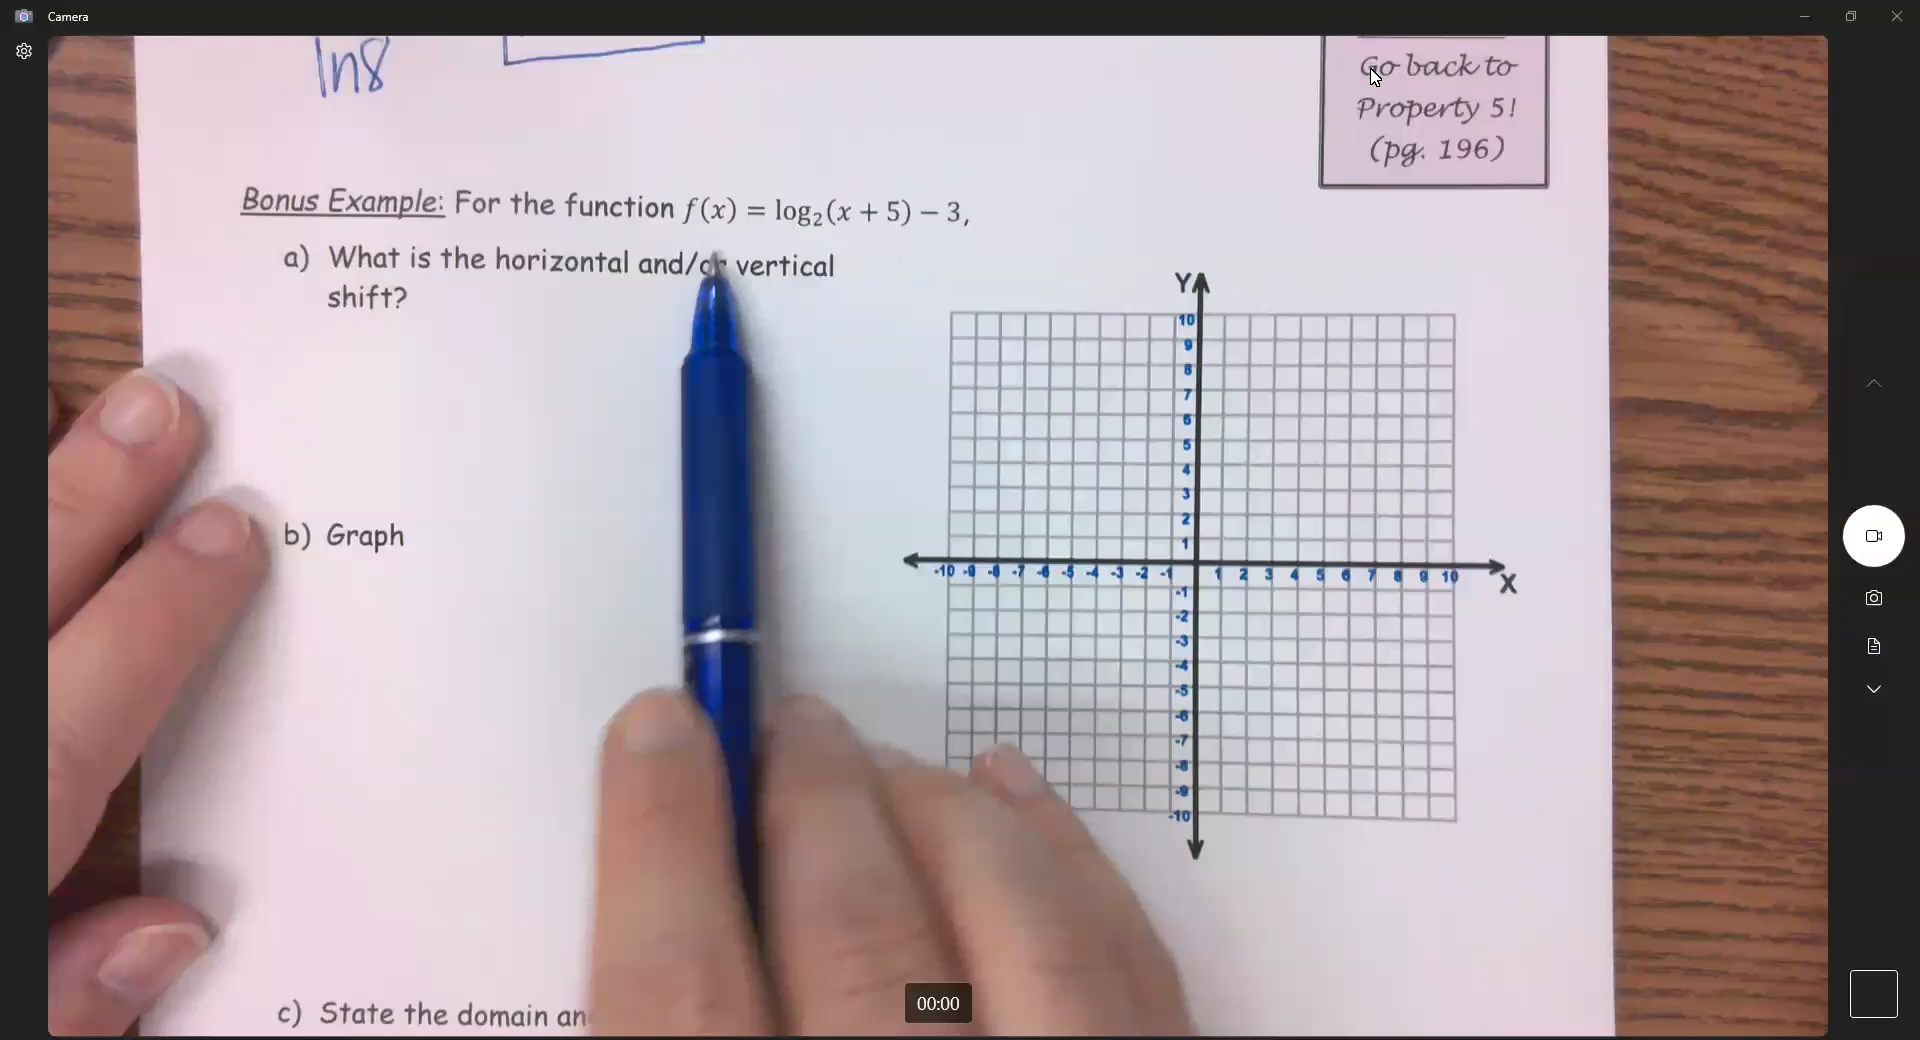 Camera
ln8
Go back to
Property 5!
(pg. 196)
Bonus Example: For the function f(x) = log₂(x + 5) − 3,
a) What is the horizontal and/or vertical
shift?
Y
10
9
8
7
6
5
4
3
2
1
-10 -9 -8 -7 -6 -5 -4 -3 -2 -1 1 2 3 4 5 6 7 8 9 10
X
-1
-2
-3
-4
-5
-6
-7
-8
-9
-10
b) Graph
c) State the domain an
00:00